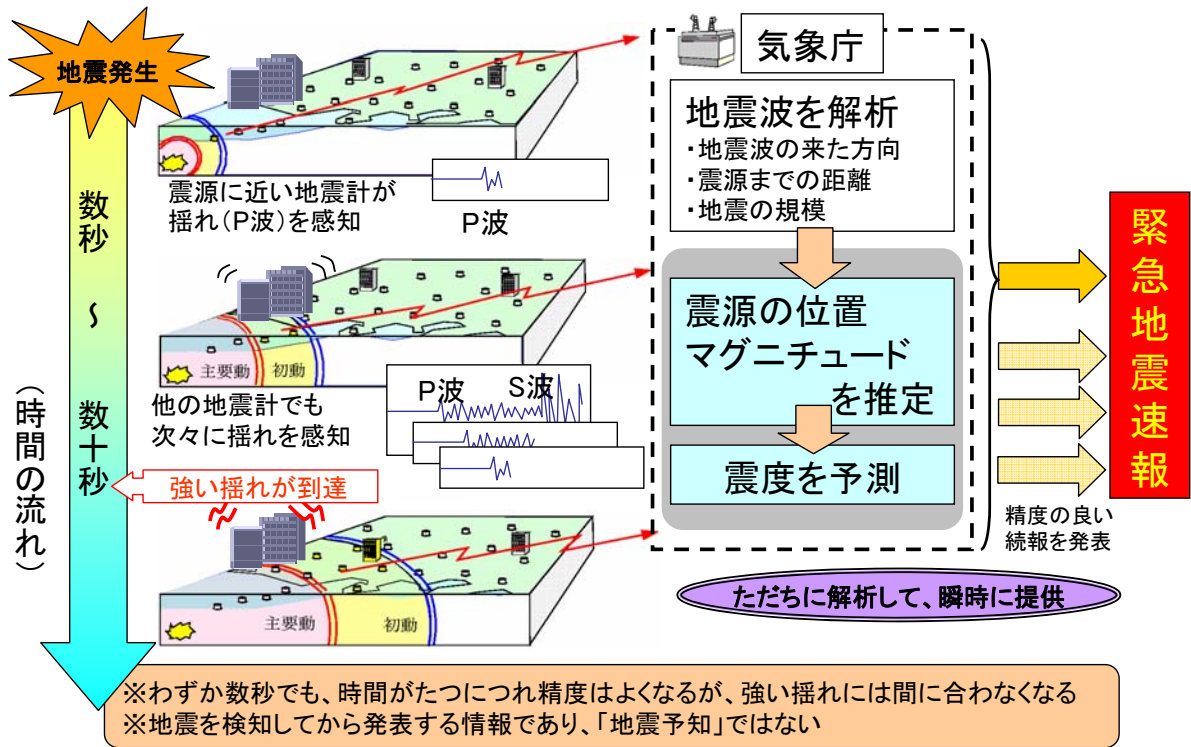 地震発生
数秒
～
数十秒
（時間の流れ）
震源に近い地震計が
揺れ（P波）を感知
P波
主要動
初動
P波
S波
他の地震計でも
次々に揺れを感知
強い揺れが到達
主要動
初動
気象庁
地震波を解析
・地震波の来た方向
・震源までの距離
・地震の規模
震源の位置
マグニチュード
を推定
震度を予測
緊急地震速報
精度の良い
続報を発表
ただちに解析して、瞬時に提供
※わずか数秒でも、時間がたつにつれ精度はよくなるが、強い揺れには間に合わなくなる
※地震を検知してから発表する情報であり、「地震予知」ではない